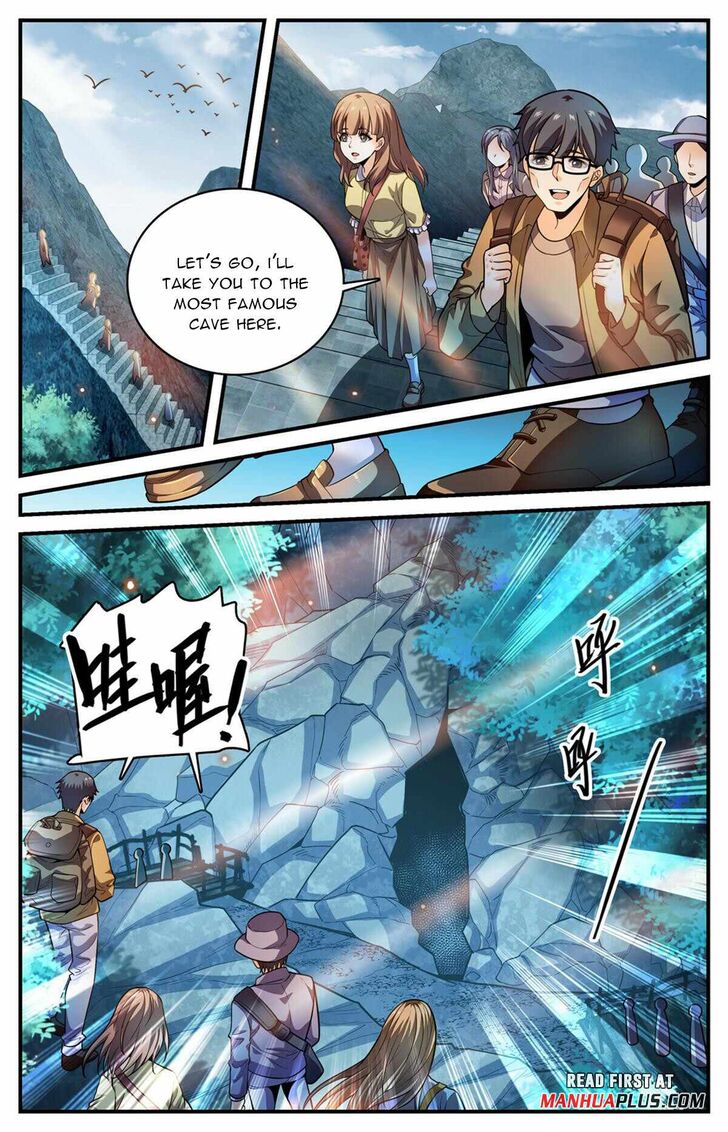 LET'S GO, I'LL
TAKE YOU TO THE
MOST FAMOUS
CAVE HERE.
哇喔!
呼
呼
READ FIRST AT
MANHUAPLUS.COM